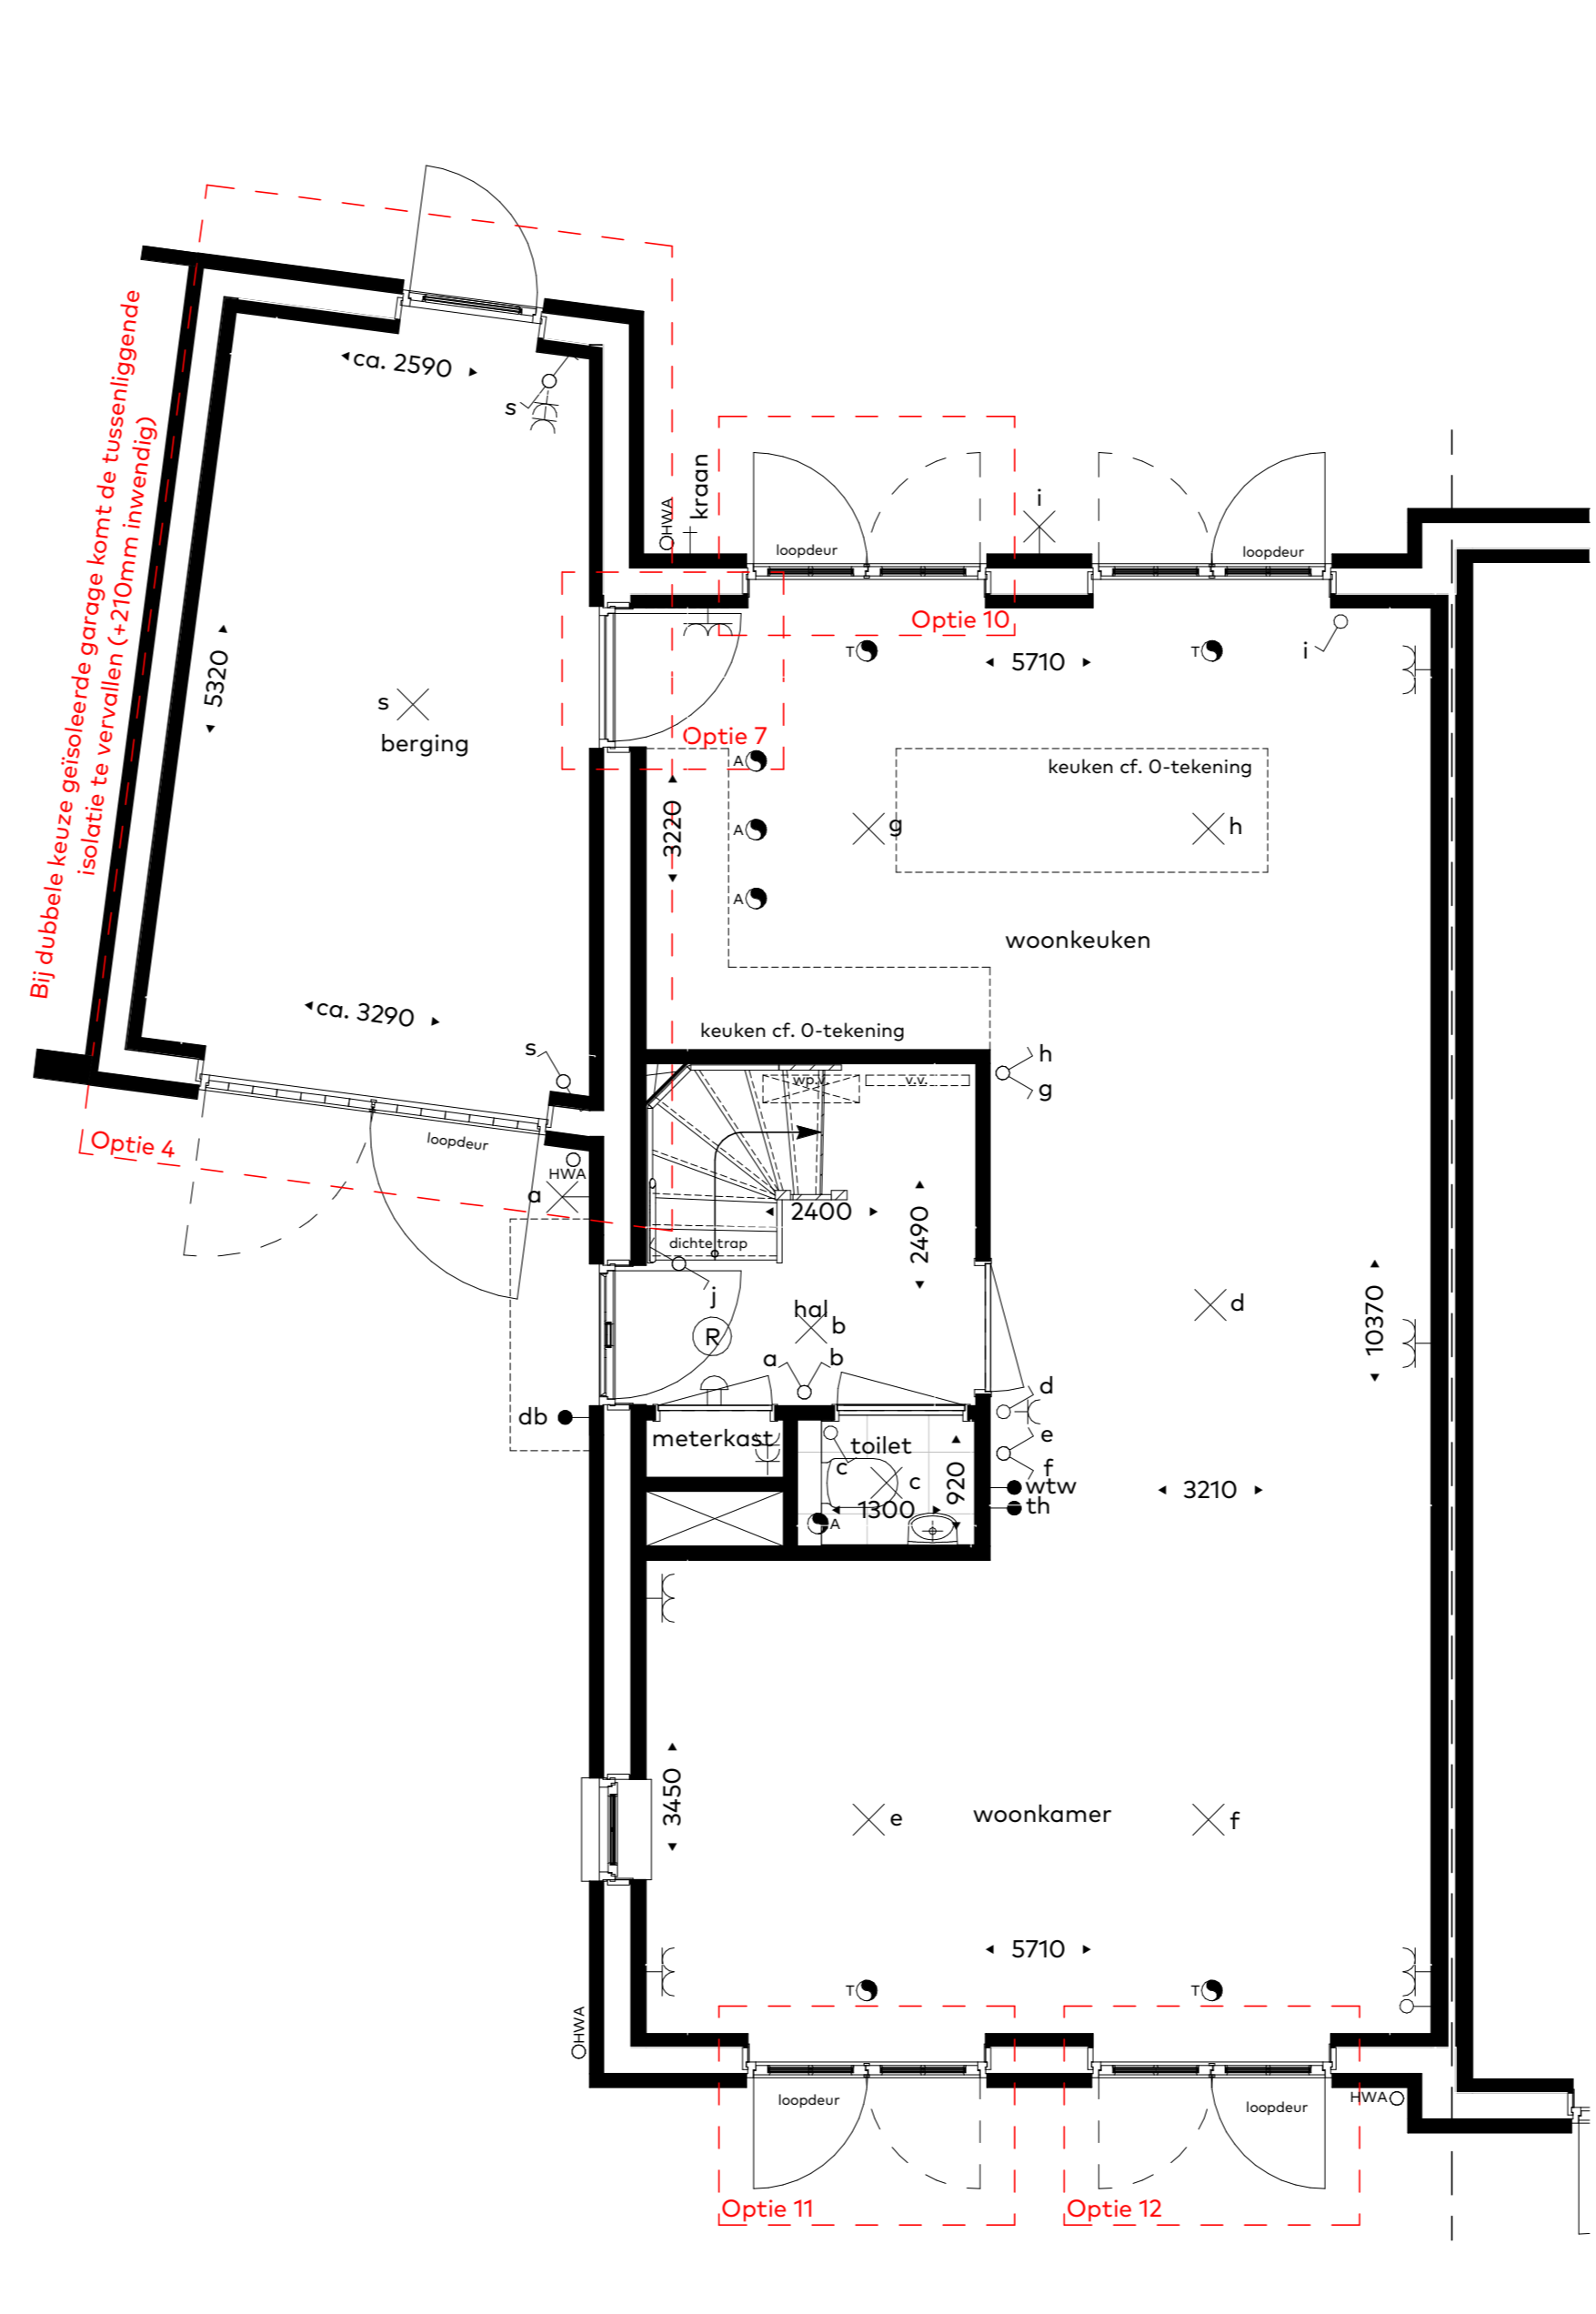 Bij dubbele keuze geïsoleerde garage komt de tussenliggende
isolatie te vervallen (+210mm inwendig)
ca. 2590
s
HWA
kraan
i
loopdeur
loopdeur
Optie 10
T
5710
T
i
5320
s
berging
Optie 7
A
keuken cf. 0-tekening
3220
A
g
h
A
woonkeuken
ca. 3290
keuken cf. 0-tekening
s
h
g
wp.v.
v.v.
Optie 4
loopdeur
HWA
a
2400
2490
dichte trap
j
hal
b
R
a
b
d
10370
d
db
meterkast
toilet
e
c
c
920
f
wtw
1300
th
A
3210
3450
e
woonkamer
f
5710
T
T
HWA
loopdeur
loopdeur
HWA
Optie 11
Optie 12